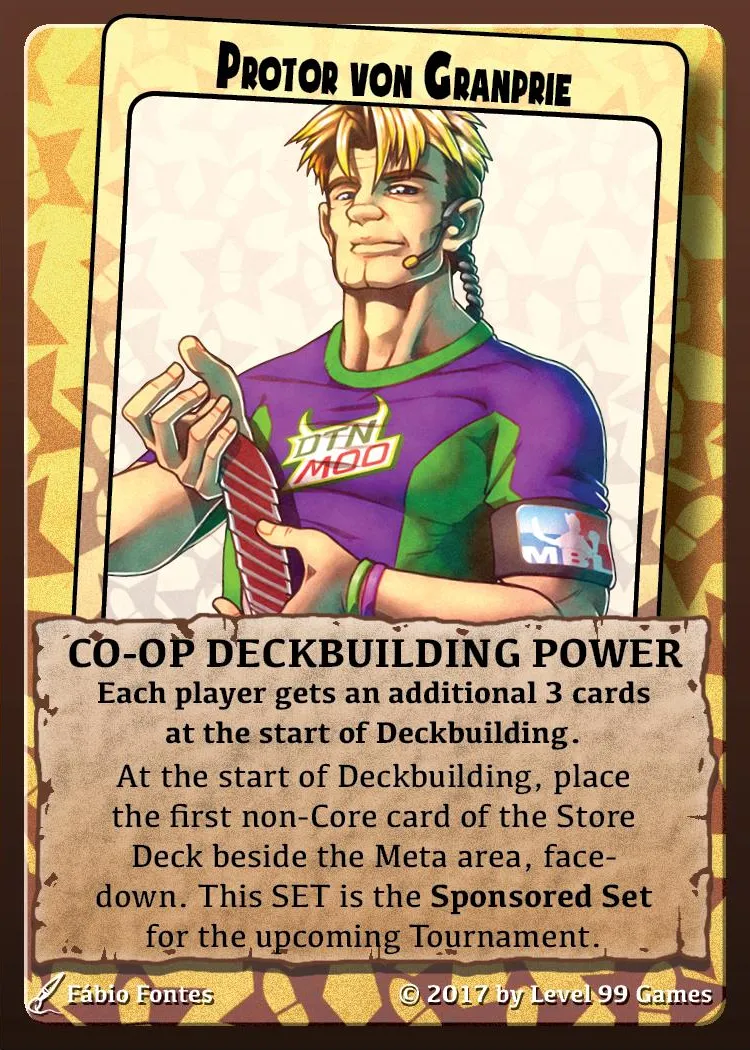 PROTOR VON GRANPRIE
DTN
MOD
MBL
CO-OP DECKBUILDING POWER
Each player gets an additional 3 cards
at the start of Deckbuilding.
At the start of Deckbuilding, place
the first non-Core card of the Store
Deck beside the Meta area, face-
down. This SET is the Sponsored Set
for the upcoming Tournament.
Fábio Fontes
© 2017 by Level 99 Games